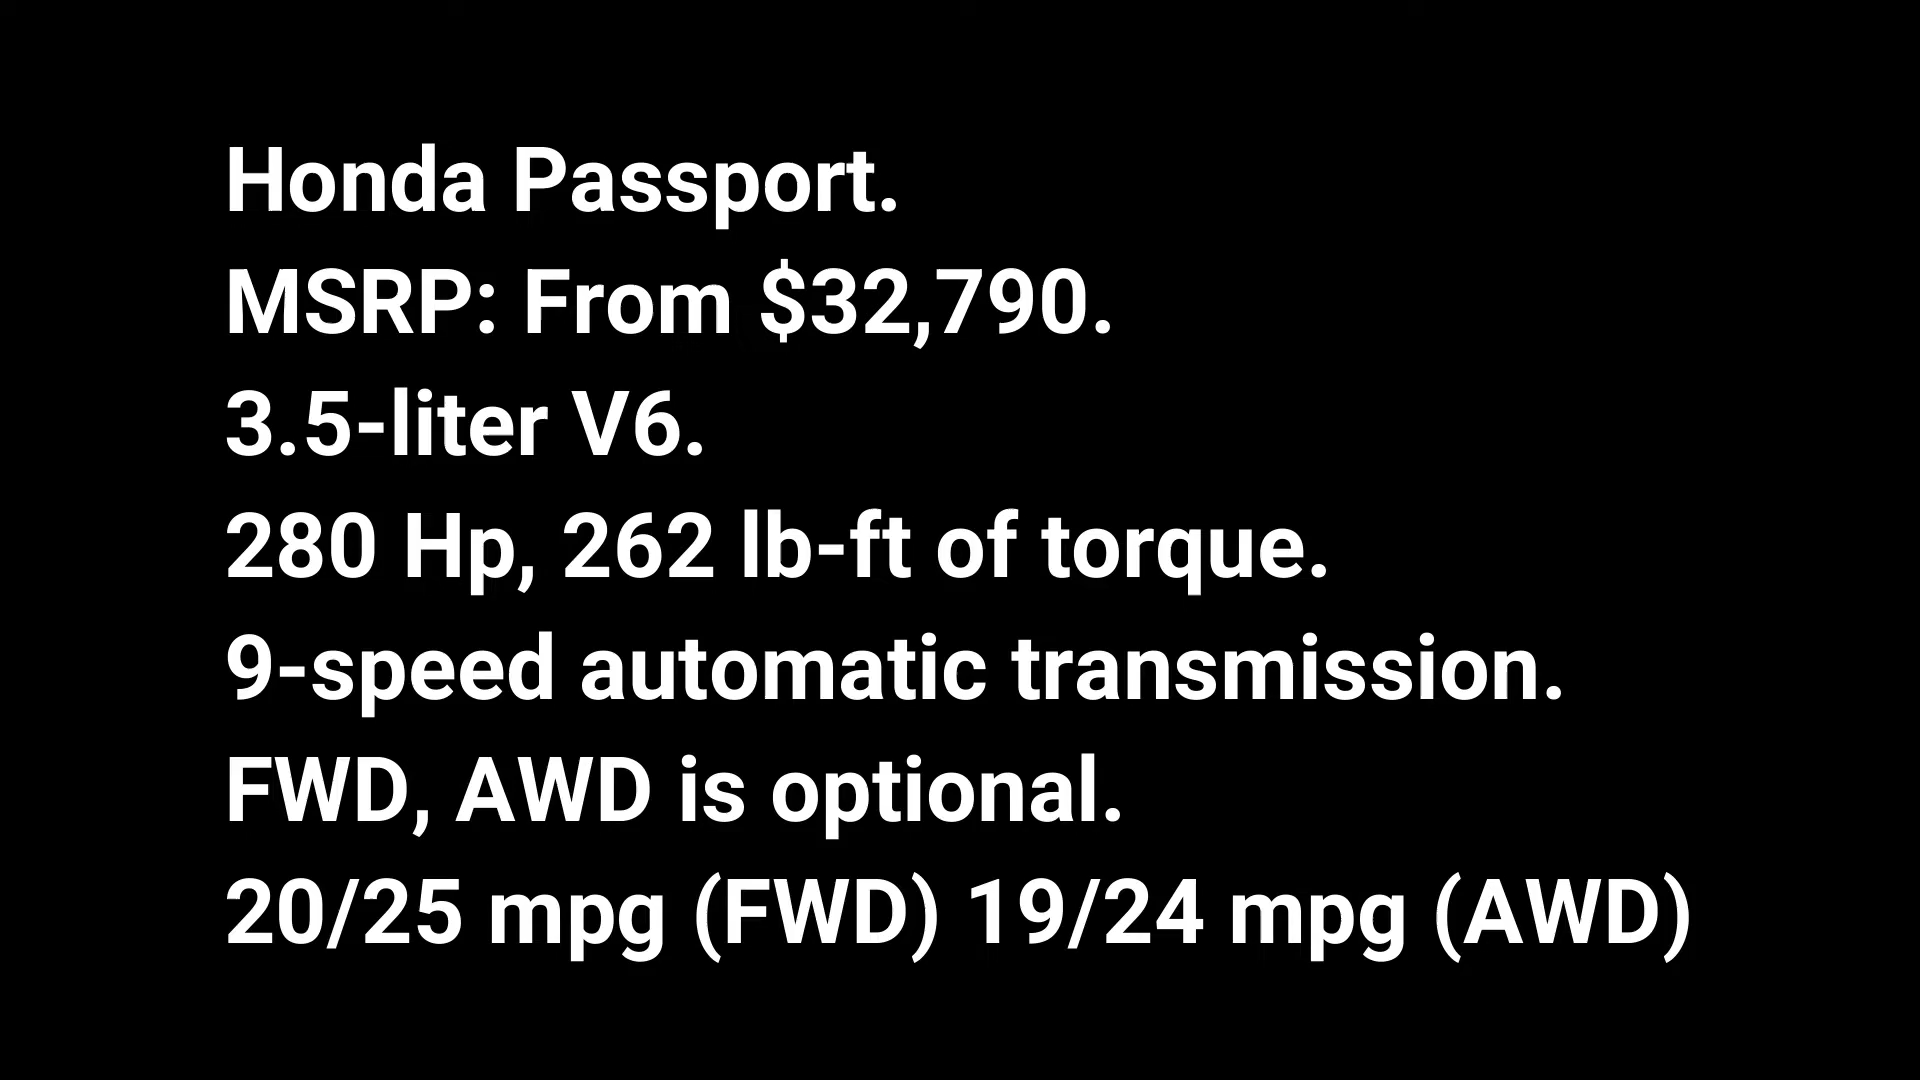 Honda Passport.
MSRP: From $32,790.
3.5-liter V6.
280 Hp, 262 lb-ft of torque.
9-speed automatic transmission.
FWD, AWD is optional.
20/25 mpg (FWD) 19/24 mpg (AWD)